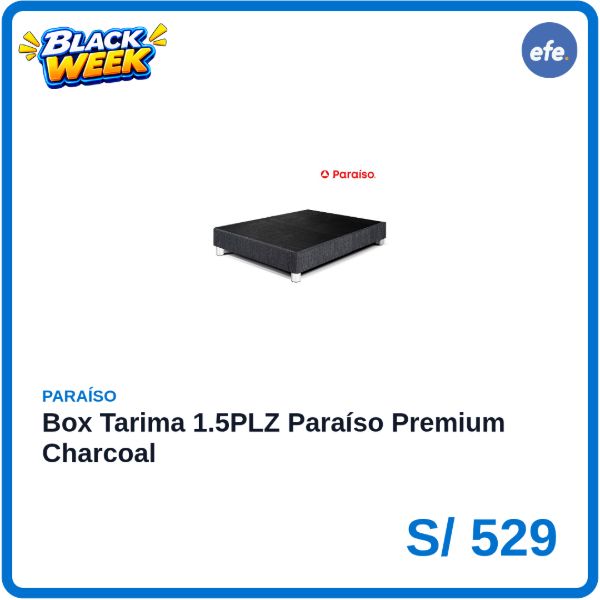 BLACK
WEEK
efe.
Paraíso.
PARAÍSO
Box Tarima 1.5PLZ Paraíso Premium
Charcoal
S/ 529